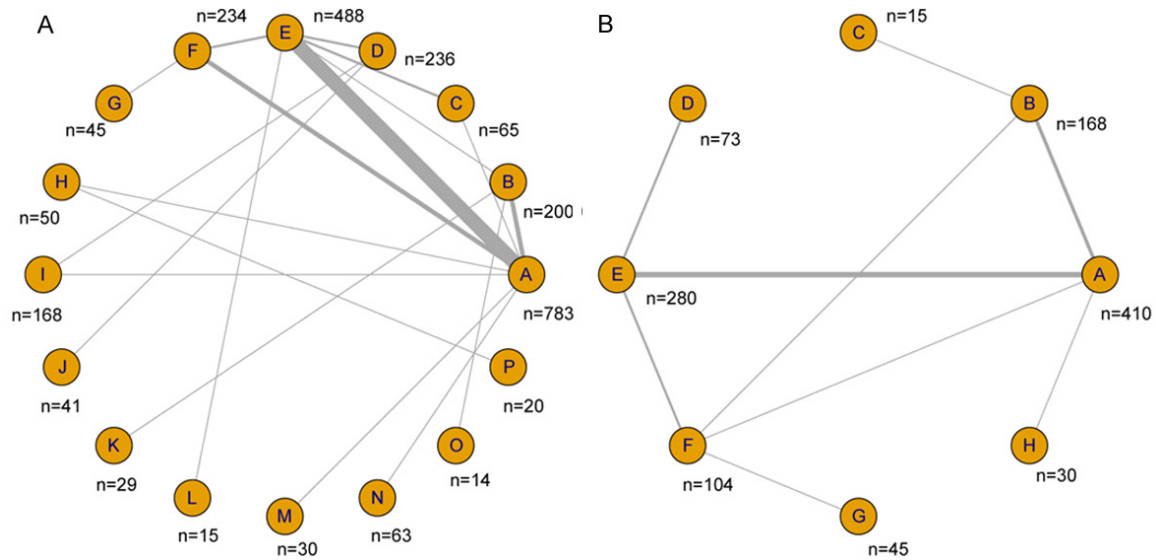 A
n=234
E
n=488
F
D
n=236
G
n=45
C
n=65
H
n=50
B
n=200
I
n=168
A
n=783
J
n=41
P
n=20
K
n=29
O
n=14
L
n=15
M
n=30
N
n=63
B
C
n=15
D
n=73
B
n=168
E
n=280
A
n=410
F
n=104
H
n=30
G
n=45